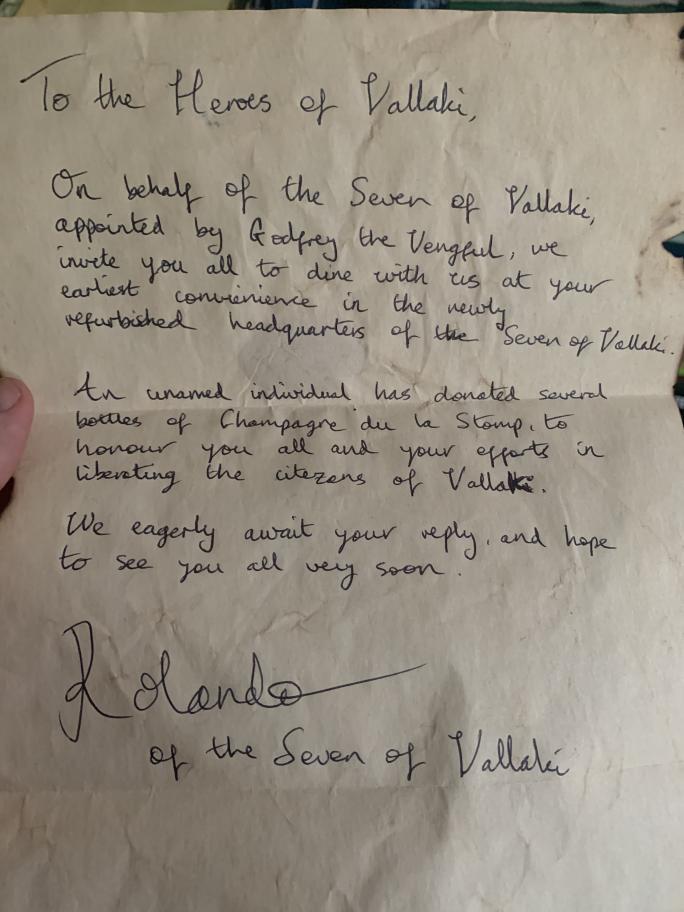 To the Heroes of Vallaki,
On behalf of the Seven of Vallaki,
appointed by Godfrey the Vengful, we
invite you all to dine with us at your
earliest convienience in the newly
refurbished headquarters of the Seven of Vallaki.
An unamed individual has donated several
bottles of Champagne du la Stomp, to
honour you all and your efforts in
liberating the citezens of Vallaki.
We eagerly await your reply, and hope
to see you all very soon.
Rolando
of the Seven of Vallaki